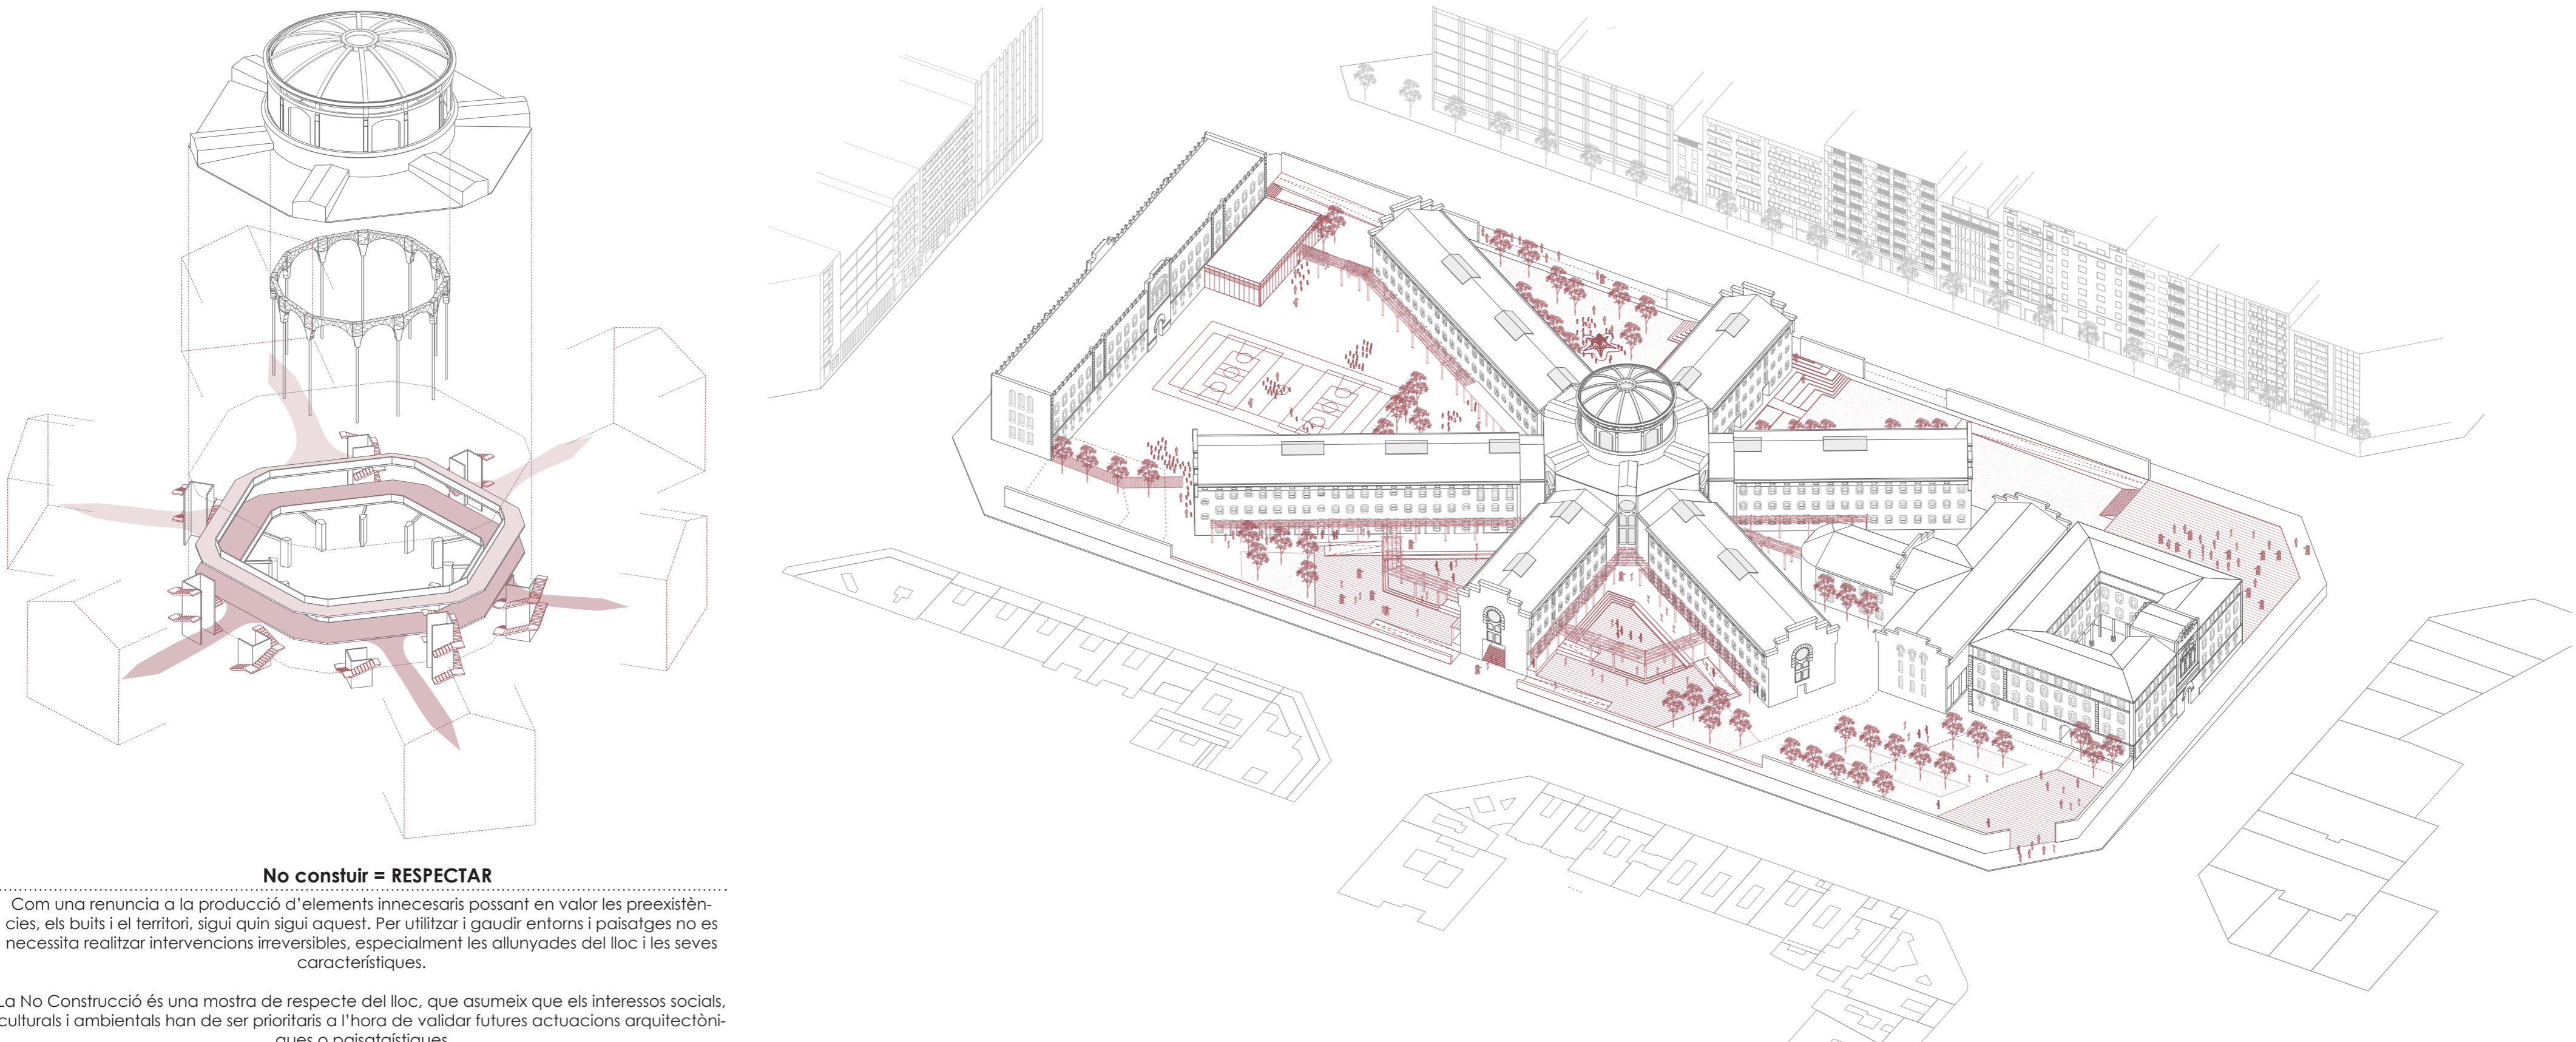 No constuir = RESPECTAR
Com una renuncia a la producció d'elements innecesaris possant en valor les preexistèn-
cies, els buits i el territori, sigui quin sigui aquest. Per utilitzar i gaudir entorns i paisatges no es
necessita realitzar intervencions irreversibles, especialment les allunyades del lloc i les seves
característiques.
La No Construcció és una mostra de respecte del lloc, que asumeix que els interessos socials,
culturals i ambientals han de ser prioritaris a l'hora de validar futures actuacions arquitectòni-
ques o paisatgístiques.